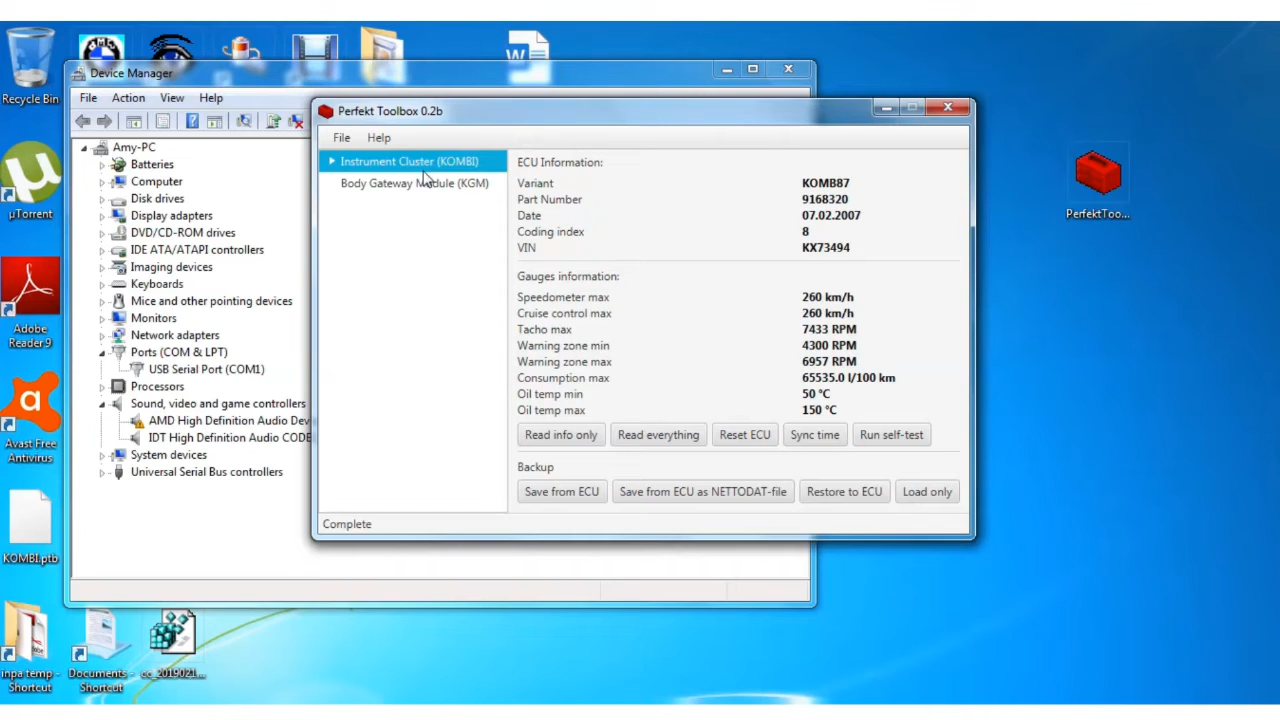 Recycle Bin
µTorrent
Adobe
Reader 9
Avast Free
Antivirus
KOMBI.ptb
inpa temp -
Shortcut
Documents -
Shortcut
cc_2019021...
PerfektToo...
Device Manager
File Action View Help
Amy-PC
Batteries
Computer
Disk drives
Display adapters
DVD/CD-ROM drives
IDE ATA/ATAPI controllers
Imaging devices
Keyboards
Mice and other pointing devices
Monitors
Network adapters
Ports (COM & LPT)
USB Serial Port (COM1)
Processors
Sound, video and game controllers
AMD High Definition Audio Dev
IDT High Definition Audio CODE
System devices
Universal Serial Bus controllers
Perfekt Toolbox 0.2b
File Help
Instrument Cluster (KOMBI)
Body Gateway Module (KGM)
ECU Information:
Variant KOMB87
Part Number 9168320
Date 07.02.2007
Coding index 8
VIN KX73494
Gauges information:
Speedometer max 260 km/h
Cruise control max 260 km/h
Tacho max 7433 RPM
Warning zone min 4300 RPM
Warning zone max 6957 RPM
Consumption max 65535.0 l/100 km
Oil temp min 50 °C
Oil temp max 150 °C
Read info only Read everything Reset ECU Sync time Run self-test
Backup
Save from ECU Save from ECU as NETTODAT-file Restore to ECU Load only
Complete